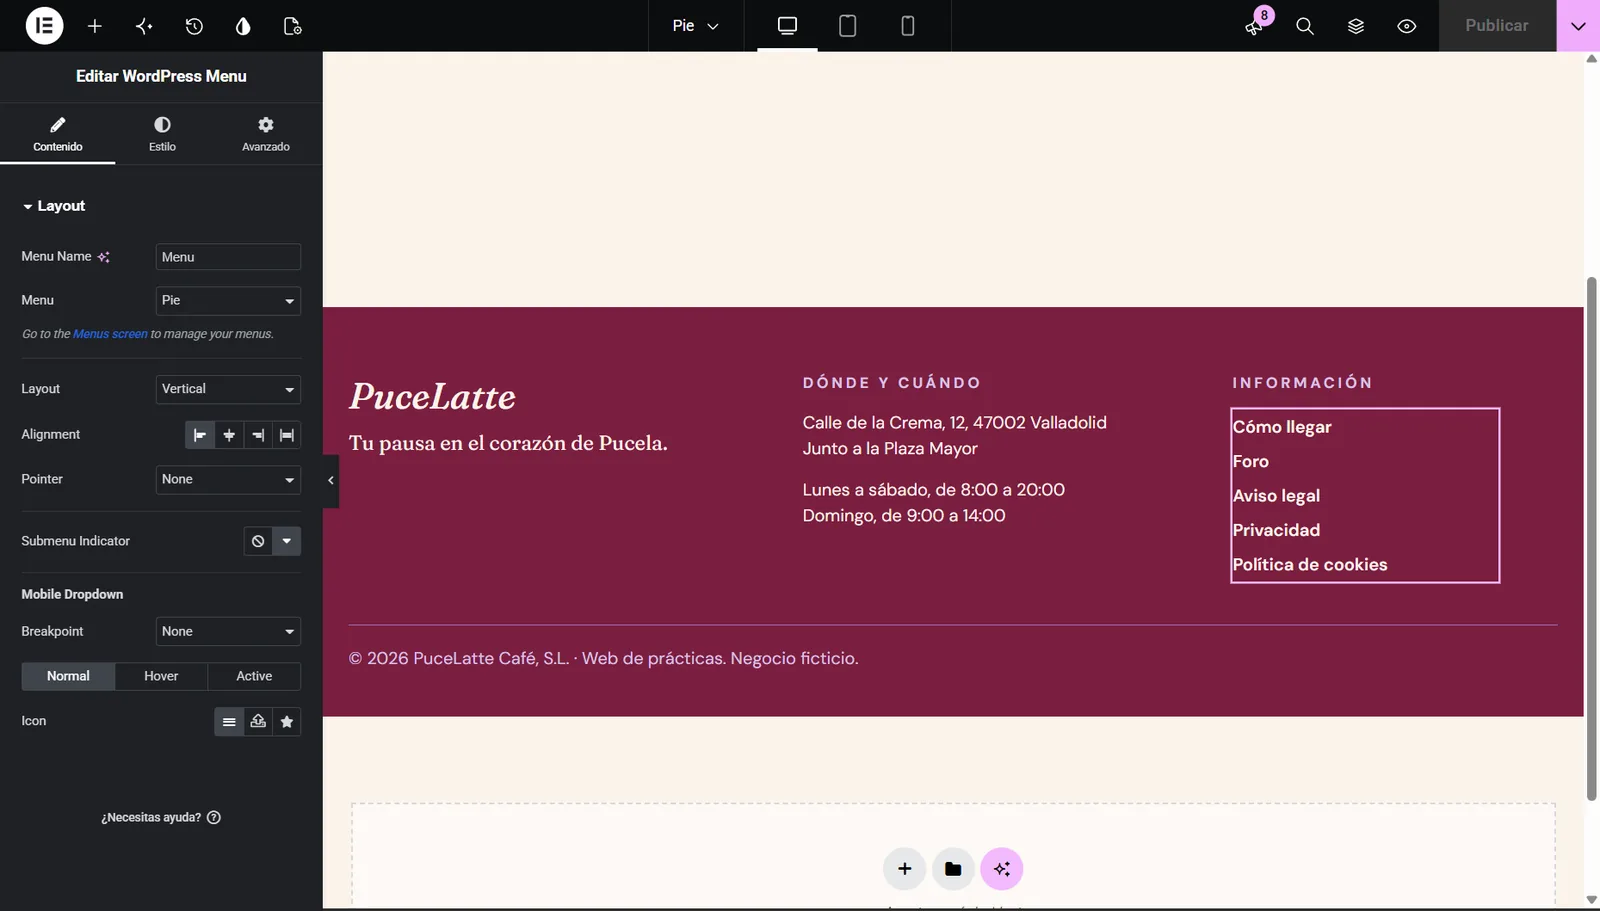 Pie
8
Publicar
Editar WordPress Menu
Contenido
Estilo
Avanzado
Layout
Menu Name
Menu
Menu
Pie
Go to the Menus screen to manage your menus.
Layout
Vertical
Alignment
Pointer
None
Submenu Indicator
Mobile Dropdown
Breakpoint
None
Normal
Hover
Active
Icon
¿Necesitas ayuda?
PuceLatte
Tu pausa en el corazón de Pucela.
DÓNDE Y CUÁNDO
Calle de la Crema, 12, 47002 Valladolid
Junto a la Plaza Mayor
Lunes a sábado, de 8:00 a 20:00
Domingo, de 9:00 a 14:00
INFORMACIÓN
Cómo llegar
Foro
Aviso legal
Privacidad
Política de cookies
© 2026 PuceLatte Café, S.L. · Web de prácticas. Negocio ficticio.